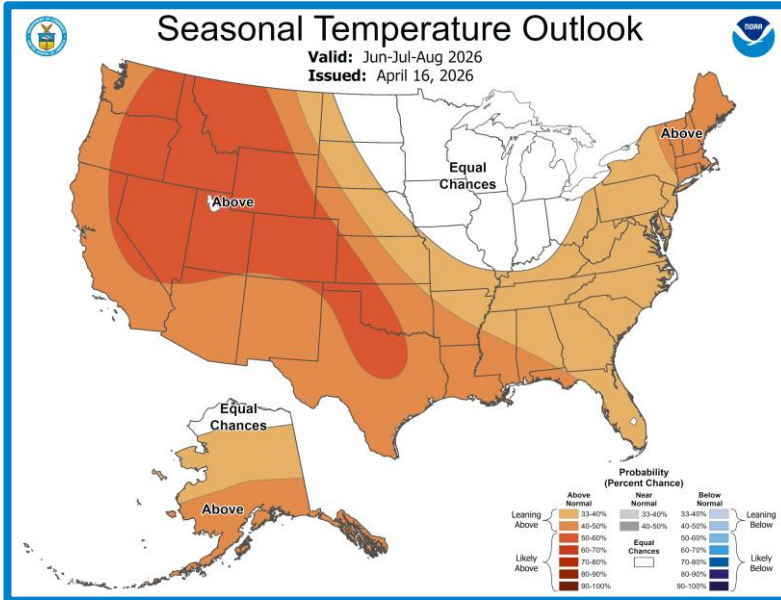 Seasonal Temperature Outlook
Valid: Jun-Jul-Aug 2026
Issued: April 16, 2026
NOAA
Above
Equal
Chances
Above
Equal
Chances
Above
Probability
(Percent Chance)
Above
Normal
Near
Normal
Below
Normal
Leaning
Above
33-40%
33-40%
33-40%
Leaning
Below
40-50%
40-50%
40-50%
Likely
Above
50-60%
Equal
Chances
50-60%
Likely
Below
60-70%
60-70%
70-80%
70-80%
80-90%
80-90%
90-100%
90-100%